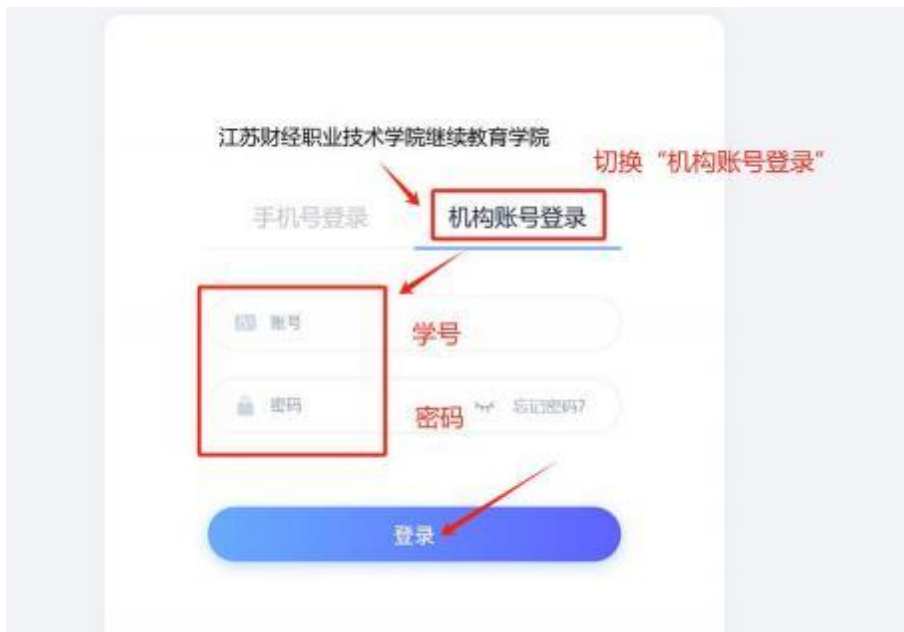 江苏财经职业技术学院继续教育学院
切换“机构账号登录”
手机号登录
机构账号登录
账号
学号
密码
密码
忘记密码?
登录